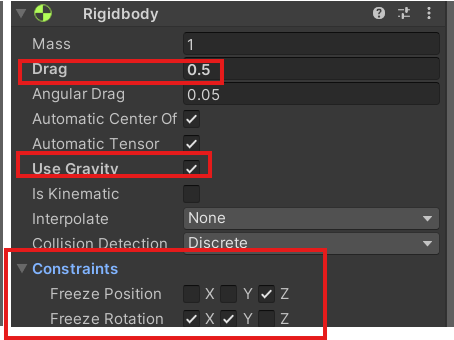 Rigidbody
Mass 1
Drag 0.5
Angular Drag 0.05
Automatic Center Of
Automatic Tensor
Use Gravity
Is Kinematic
Interpolate None
Collision Detection Discrete
Constraints
Freeze Position X Y Z
Freeze Rotation X Y Z